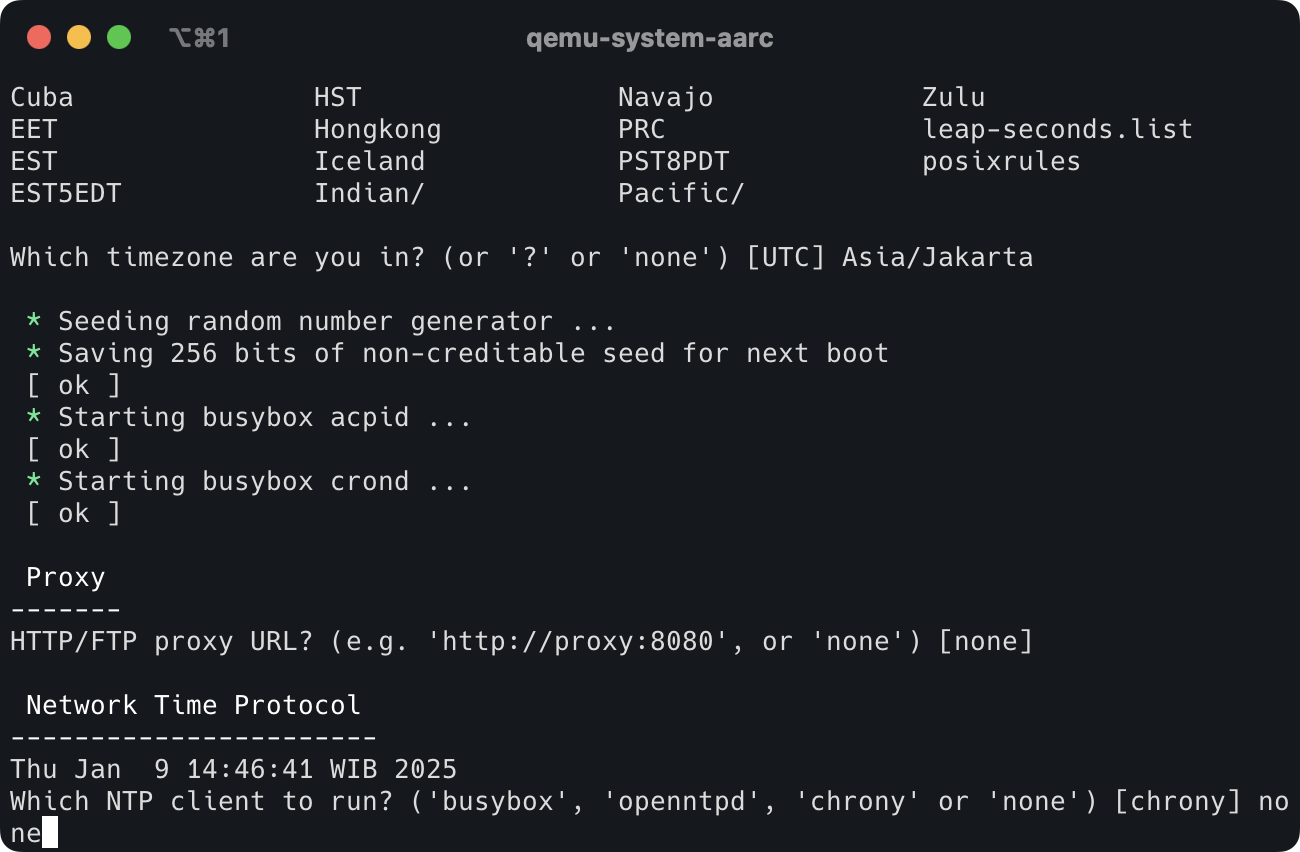 ⌥⌘1 qemu-system-aarc
Cuba HST Navajo Zulu
EET Hongkong PRC leap-seconds.list
EST Iceland PST8PDT posixrules
EST5EDT Indian/ Pacific/
Which timezone are you in? (or '?' or 'none') [UTC] Asia/Jakarta
* Seeding random number generator ...
* Saving 256 bits of non-creditable seed for next boot
[ ok ]
* Starting busybox acpid ...
[ ok ]
* Starting busybox crond ...
[ ok ]
Proxy
-------
HTTP/FTP proxy URL? (e.g. 'http://proxy:8080', or 'none') [none]
Network Time Protocol
-----------------------
Thu Jan  9 14:46:41 WIB 2025
Which NTP client to run? ('busybox', 'openntpd', 'chrony' or 'none') [chrony] no
ne